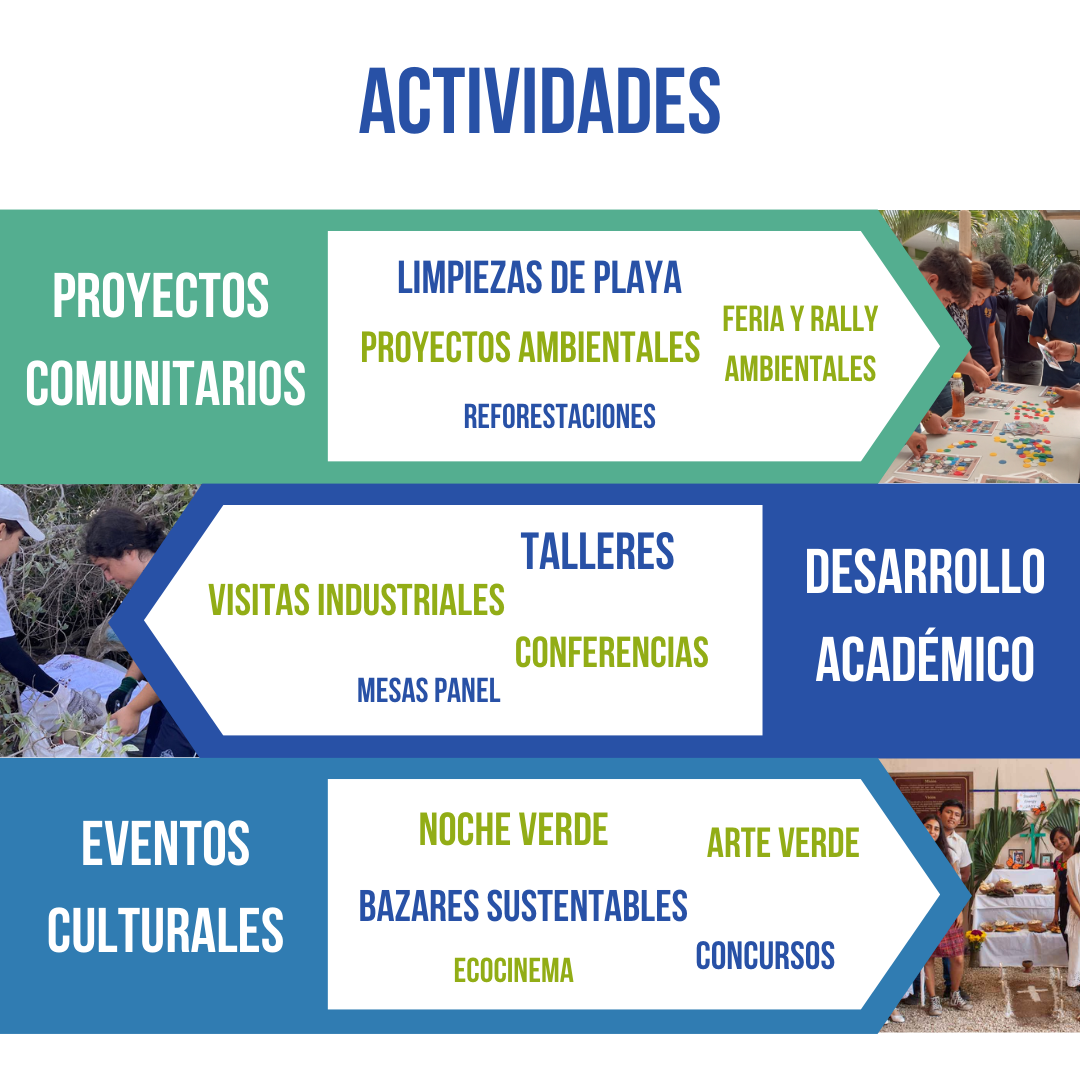 ACTIVIDADES
PROYECTOS
COMUNITARIOS
LIMPIEZAS DE PLAYA
PROYECTOS AMBIENTALES
REFORESTACIONES
FERIA Y RALLY
AMBIENTALES
TALLERES
VISITAS INDUSTRIALES
CONFERENCIAS
MESAS PANEL
DESARROLLO
ACADÉMICO
EVENTOS
CULTURALES
NOCHE VERDE
ARTE VERDE
BAZARES SUSTENTABLES
CONCURSOS
ECOCINEMA